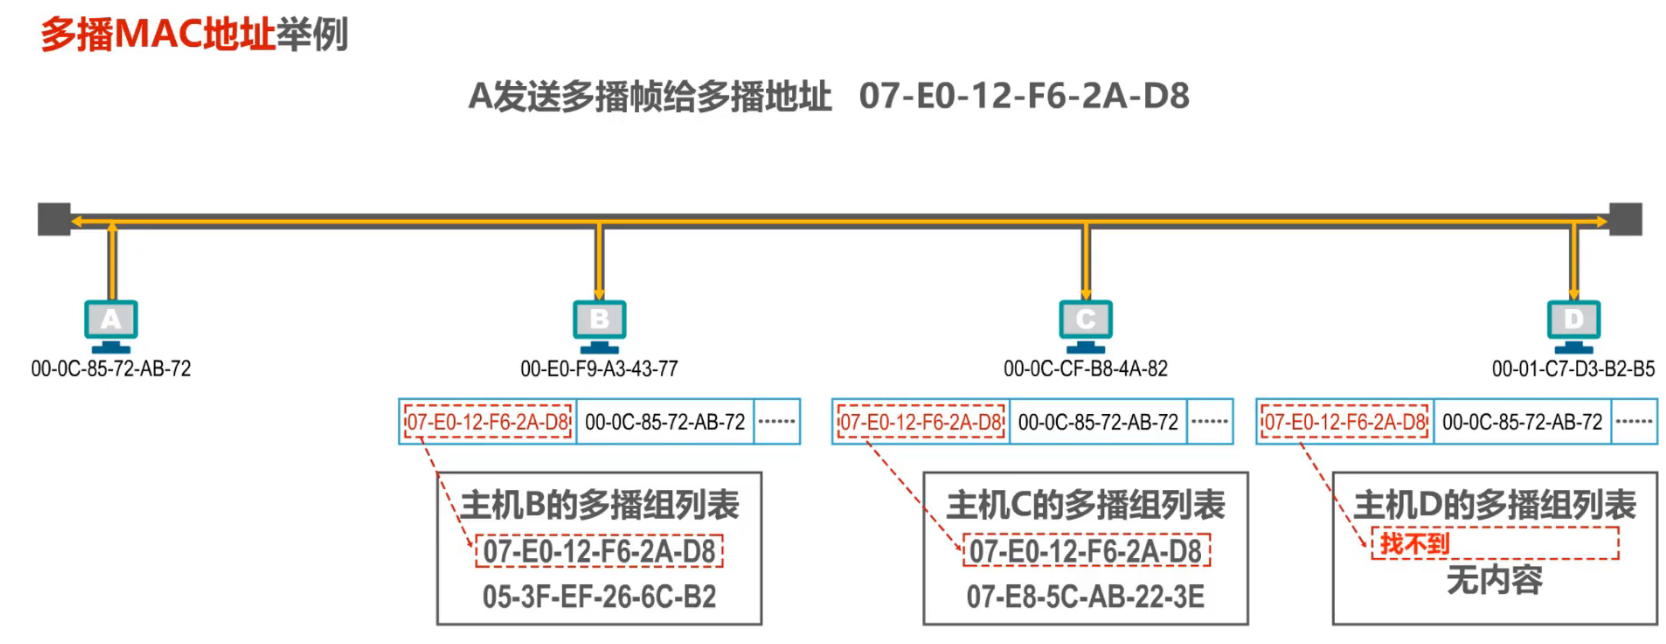 多播MAC地址举例
A发送多播帧给多播地址 07-E0-12-F6-2A-D8
A
B
C
D
00-0C-85-72-AB-72
00-E0-F9-A3-43-77
00-0C-CF-B8-4A-82
00-01-C7-D3-B2-B5
07-E0-12-F6-2A-D8 00-0C-85-72-AB-72 ······
07-E0-12-F6-2A-D8 00-0C-85-72-AB-72 ······
07-E0-12-F6-2A-D8 00-0C-85-72-AB-72 ······
主机B的多播组列表
07-E0-12-F6-2A-D8
05-3F-EF-26-6C-B2
主机C的多播组列表
07-E0-12-F6-2A-D8
07-E8-5C-AB-22-3E
主机D的多播组列表
找不到
无内容